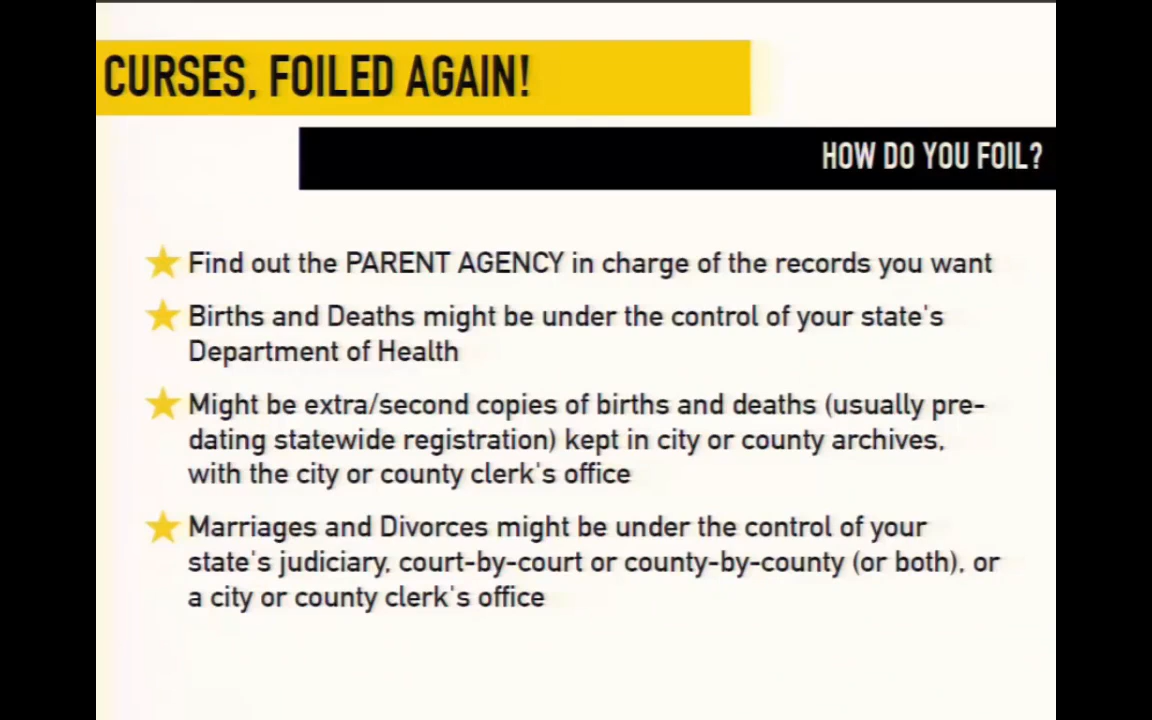 CURSES, FOILED AGAIN!
HOW DO YOU FOIL?
Find out the PARENT AGENCY in charge of the records you want
Births and Deaths might be under the control of your state's
Department of Health
Might be extra/second copies of births and deaths (usually pre-
dating statewide registration) kept in city or county archives,
with the city or county clerk's office
Marriages and Divorces might be under the control of your
state's judiciary, court-by-court or county-by-county (or both), or
a city or county clerk's office